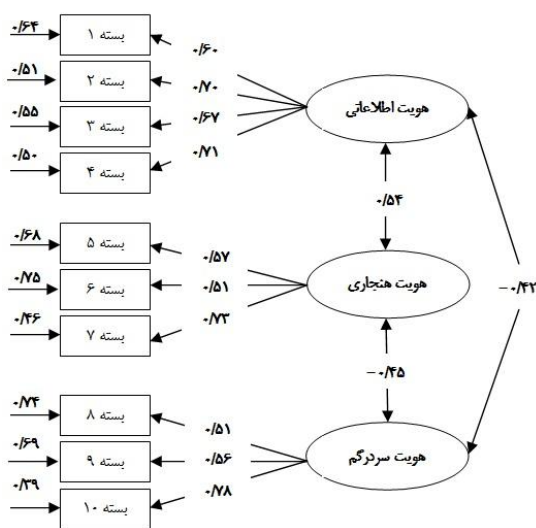 ۰/۶۴ بسته ۱ ۰/۶۰
۰/۵۱ بسته ۲ ۰/۷۰
هویت اطلاعاتی
۰/۵۵ بسته ۳ ۰/۶۷
۰/۵۰ بسته ۴ ۰/۷۱
۰/۵۴
۰/۶۸ بسته ۵ ۰/۵۷
۰/۷۵ بسته ۶ ۰/۵۱
هویت هنجاری
−۰/۴۲
۰/۴۶ بسته ۷ ۰/۷۳
−۰/۴۵
۰/۷۴ بسته ۸ ۰/۵۱
۰/۶۹ بسته ۹ ۰/۵۶
هویت سردرگم
۰/۳۹ بسته ۱۰ ۰/۷۸